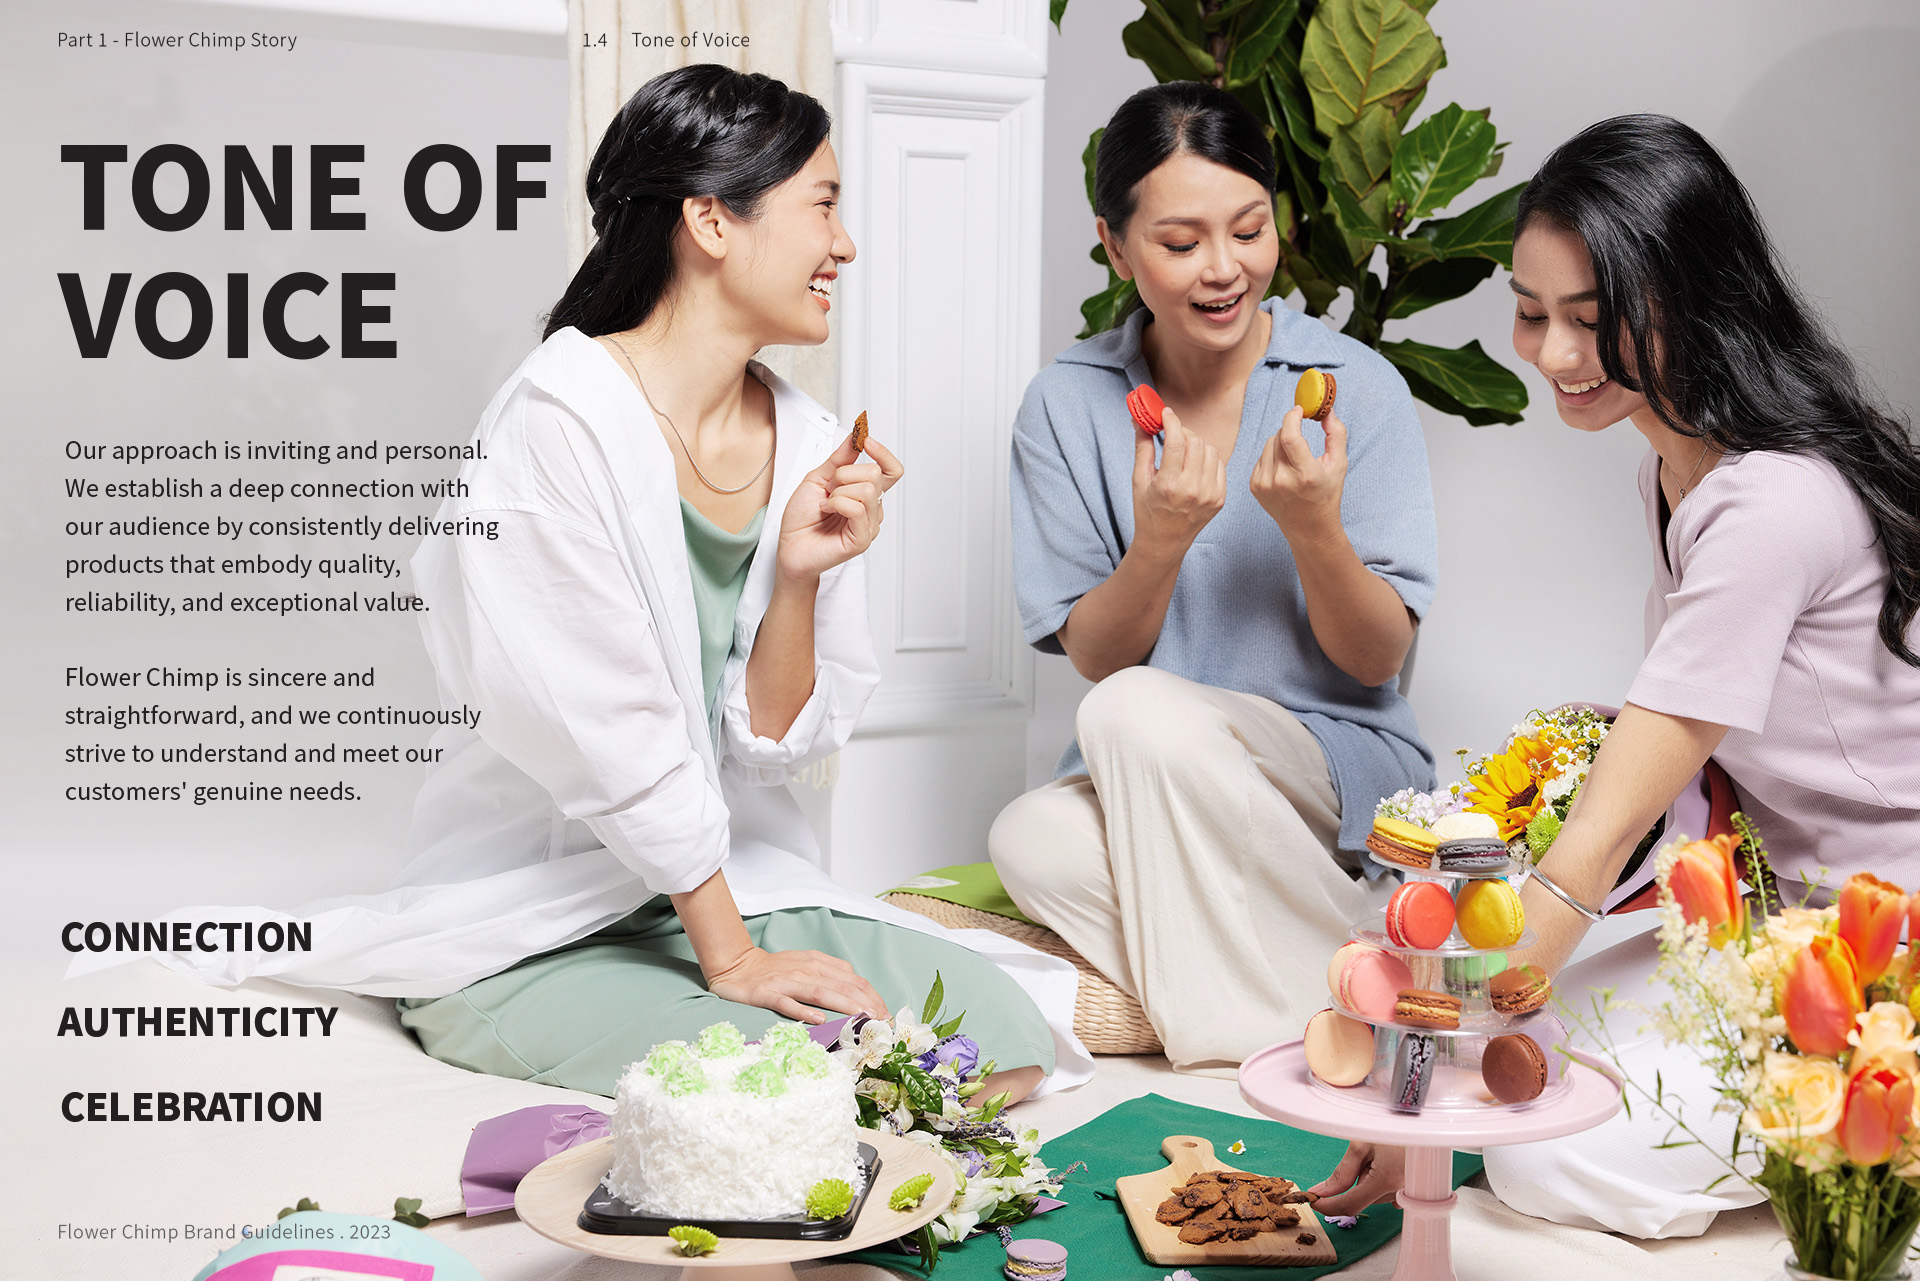 Part 1 - Flower Chimp Story
1.4 Tone of Voice
TONE OF
VOICE
Our approach is inviting and personal.
We establish a deep connection with
our audience by consistently delivering
products that embody quality,
reliability, and exceptional value.
Flower Chimp is sincere and
straightforward, and we continuously
strive to understand and meet our
customers' genuine needs.
CONNECTION
AUTHENTICITY
CELEBRATION
Flower Chimp Brand Guidelines . 2023